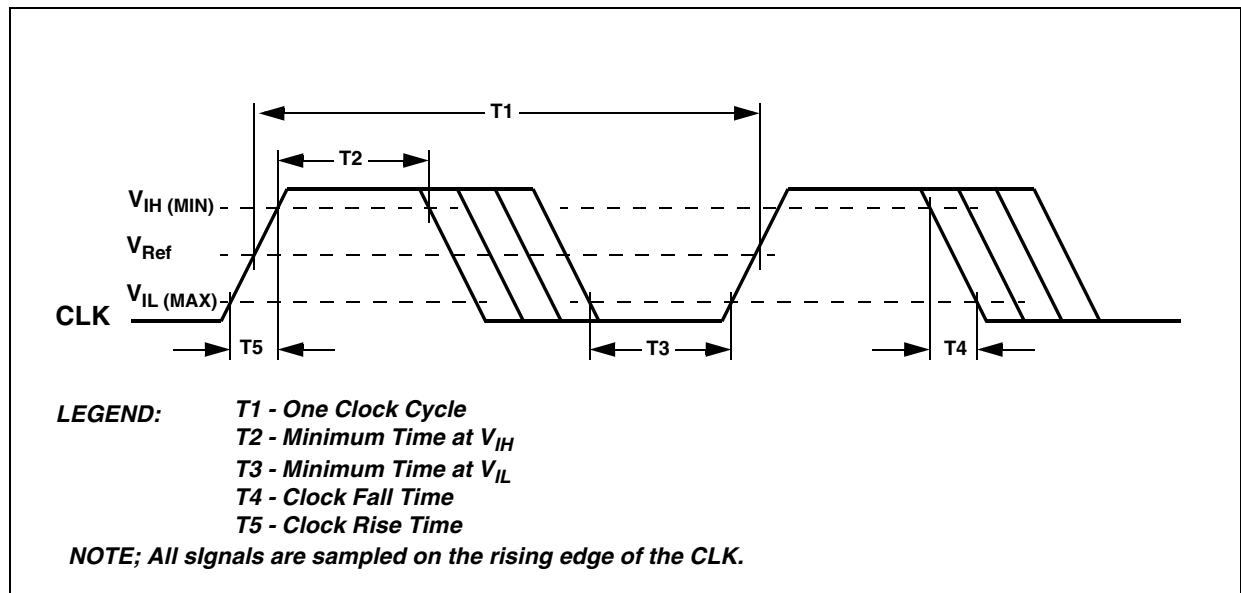 T1
T2
VIH (MIN)
VRef
VIL (MAX)
CLK
T5
T3
T4
LEGEND:
T1 - One Clock Cycle
T2 - Minimum Time at VIH
T3 - Minimum Time at VIL
T4 - Clock Fall Time
T5 - Clock Rise Time
NOTE; All sIgnals are sampled on the rising edge of the CLK.